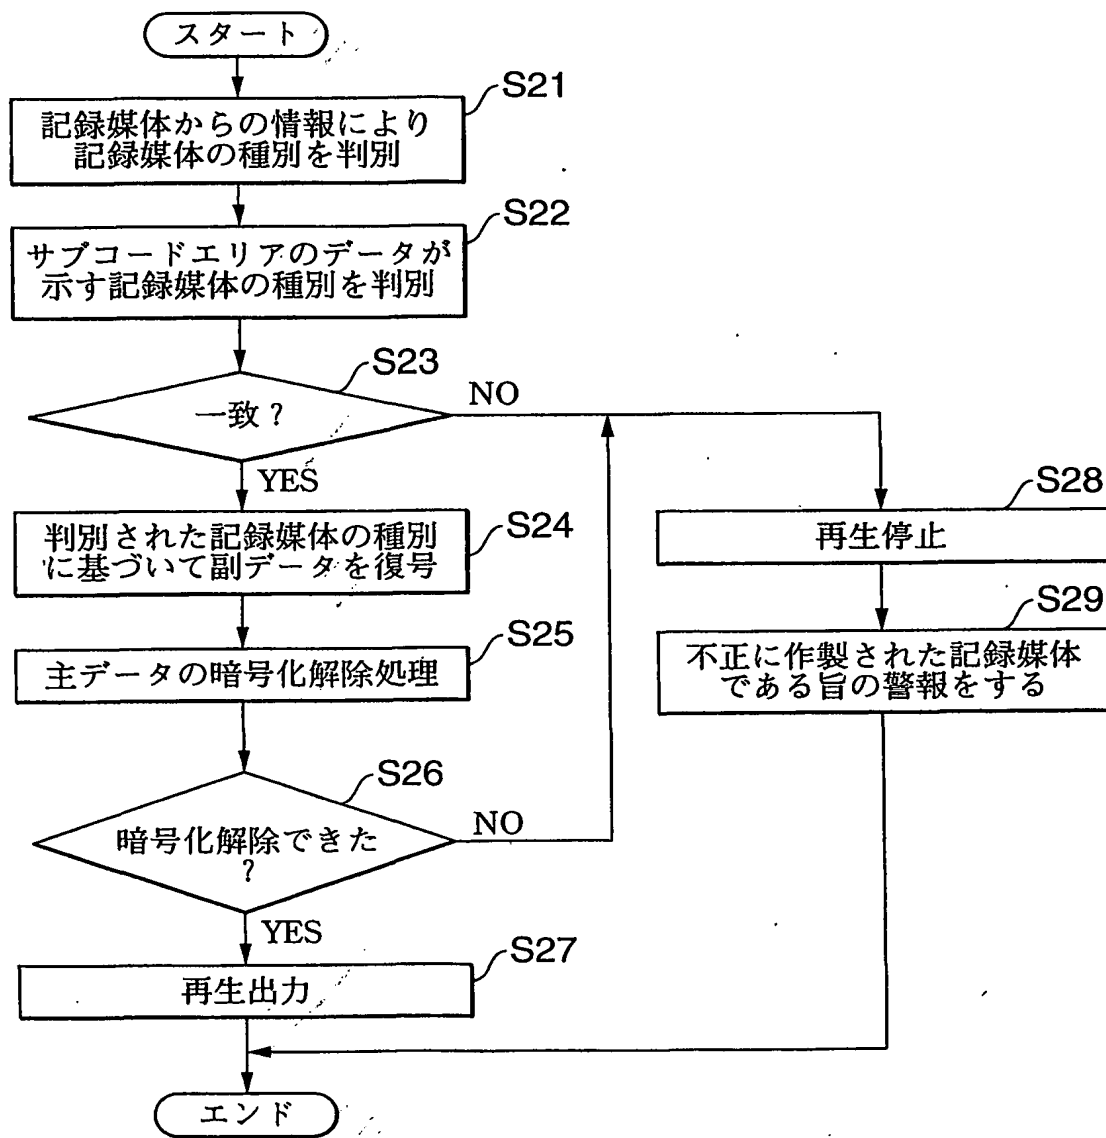 スタート
S21
記録媒体からの情報により
記録媒体の種別を判別
S22
サブコードエリアのデータが
示す記録媒体の種別を判別
S23
一致?
NO
YES
S24
判別された記録媒体の種別
に基づいて副データを復号
S25
主データの暗号化解除処理
S26
暗号化解除できた
?
NO
YES
S27
再生出力
S28
再生停止
S29
不正に作製された記録媒体
である旨の警報をする
エンド